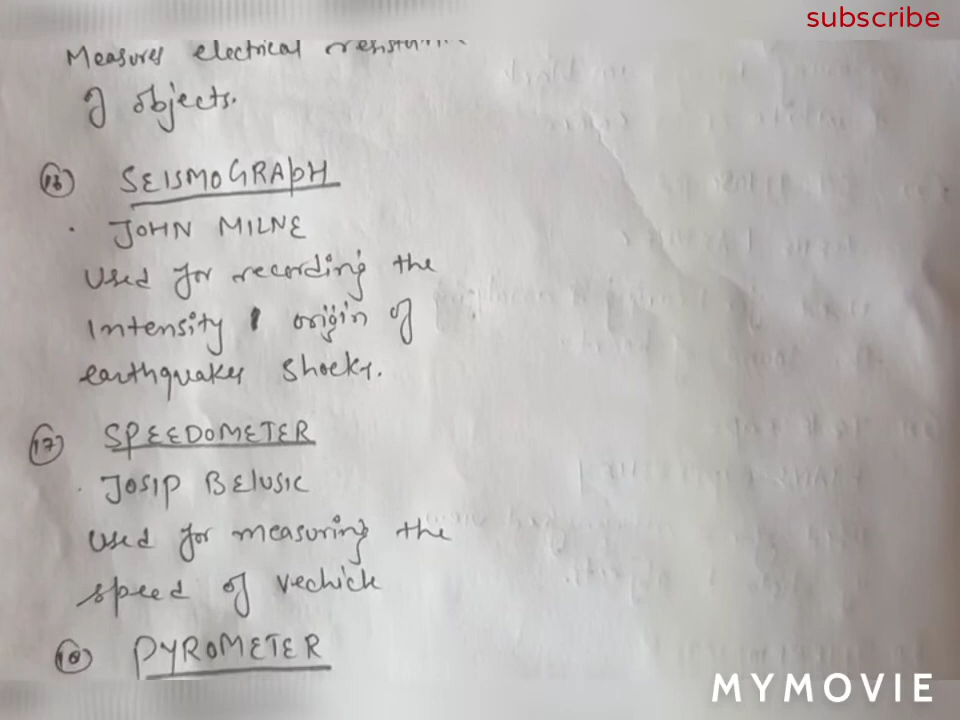 subscribe
Measures electrical resistance
of objects.
16 SEISMOGRAPH
. JOHN MILNE
Used for recording the
Intensity & origin of
earthquakes shocks.
17 SPEEDOMETER
. JOSIP BELUSIC
Used for measuring the
speed of vechicle
18 PYROMETER
MYMOVIE